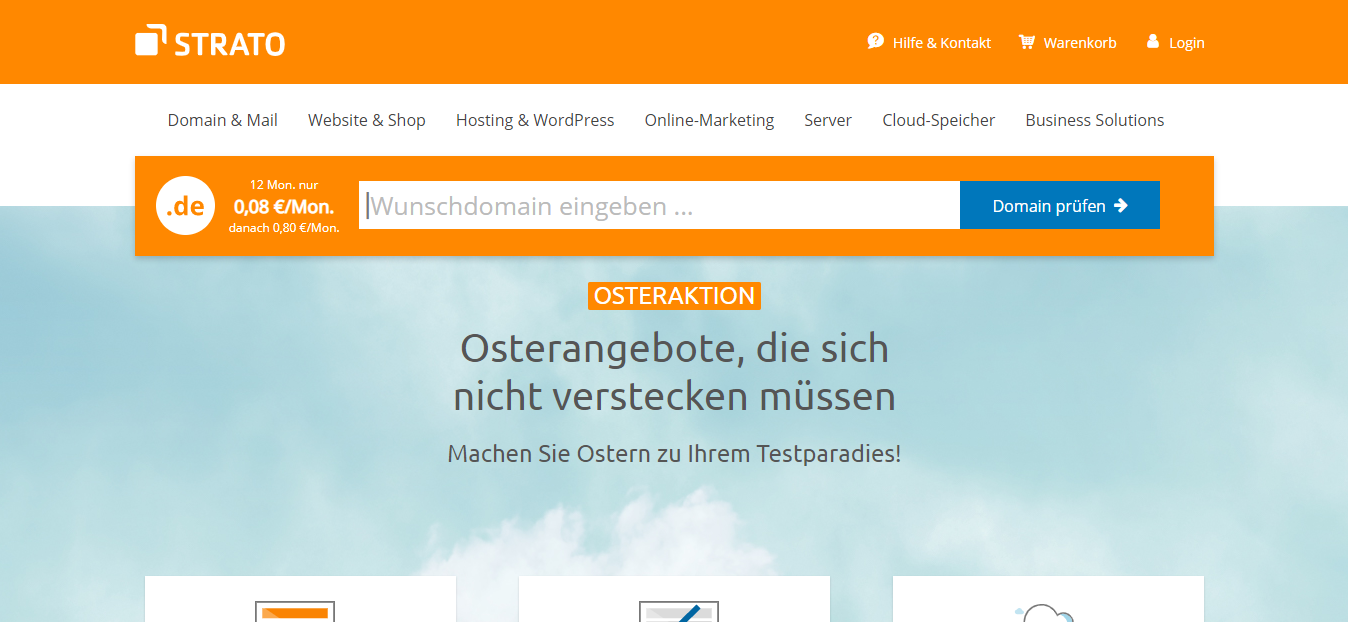 STRATO
Hilfe & Kontakt
Warenkorb
Login
Domain & Mail
Website & Shop
Hosting & WordPress
Online-Marketing
Server
Cloud-Speicher
Business Solutions
.de
12 Mon. nur
0,08 €/Mon.
danach 0,80 €/Mon.
Wunschdomain eingeben ...
Domain prüfen
OSTERAKTION
Osterangebote, die sich
nicht verstecken müssen
Machen Sie Ostern zu Ihrem Testparadies!